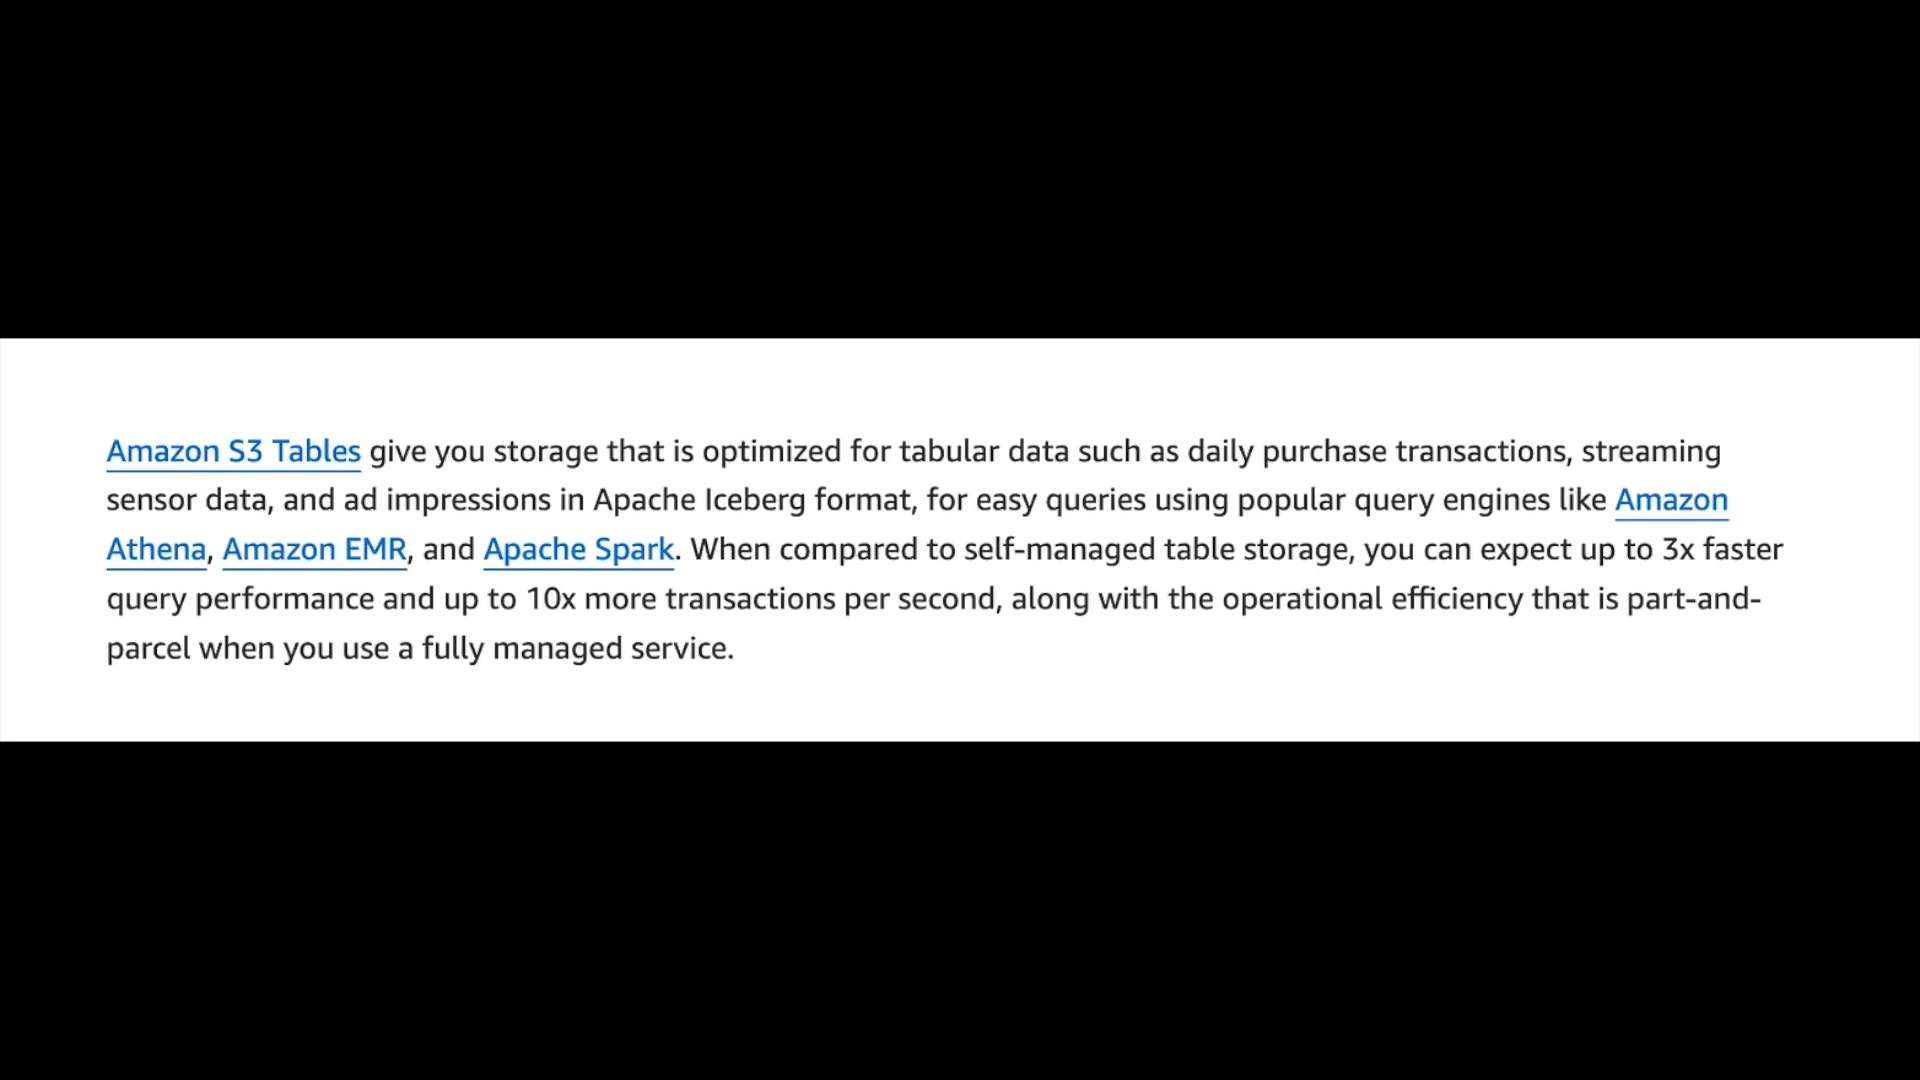 Amazon S3 Tables give you storage that is optimized for tabular data such as daily purchase transactions, streaming
sensor data, and ad impressions in Apache Iceberg format, for easy queries using popular query engines like Amazon
Athena, Amazon EMR, and Apache Spark. When compared to self-managed table storage, you can expect up to 3x faster
query performance and up to 10x more transactions per second, along with the operational efficiency that is part-and-
parcel when you use a fully managed service.